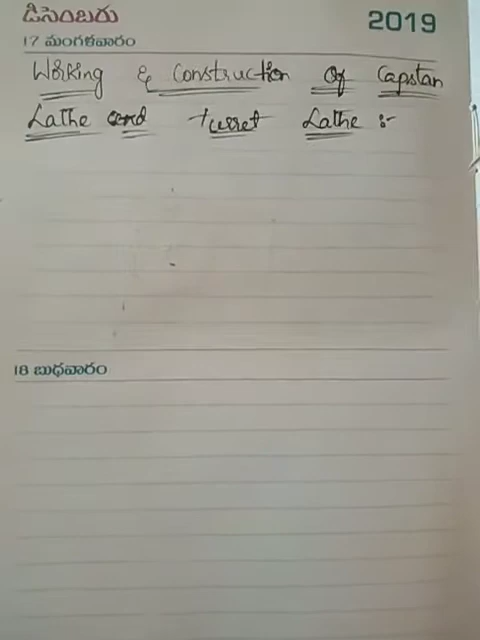 డిసెంబరు 2019
17 మంగళవారం
Working & Construction Of Capstan
Lathe and turret Lathe :-
18 బుధవారం